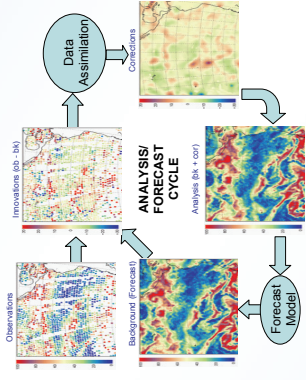 Data
Assimilation
Corrections
Innovations (ob - bk)
ANALYSIS/
FORECAST
CYCLE
Analysis (bk + cor)
Observations
Background (Forecast)
Forecast
Model